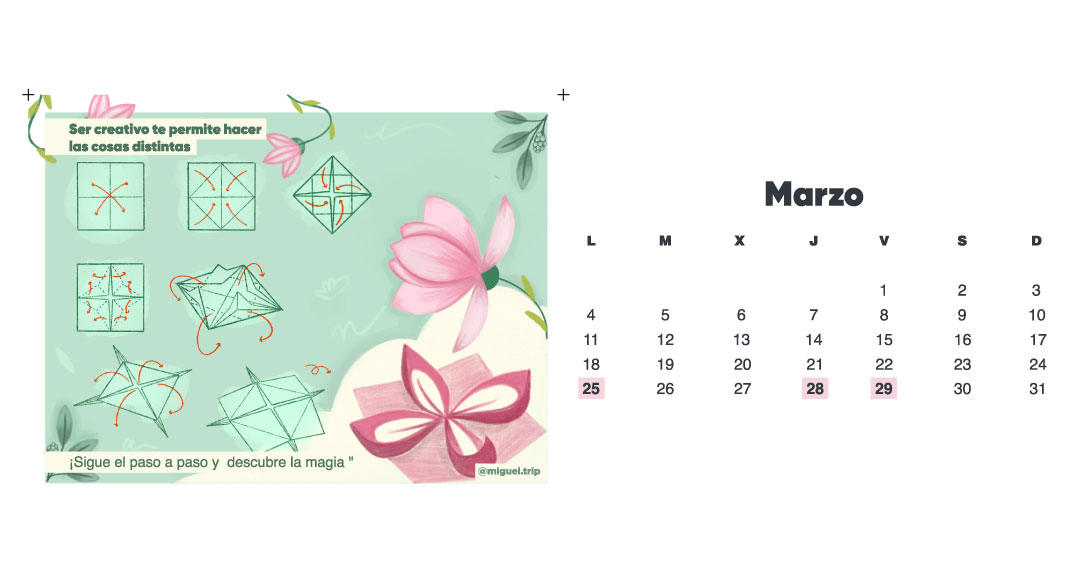 Ser creativo te permite hacer
las cosas distintas
¡Sigue el paso a paso y  descubre la magia "
@miguel.trip
Marzo
L M X J V S D
1 2 3
4 5 6 7 8 9 10
11 12 13 14 15 16 17
18 19 20 21 22 23 24
25 26 27 28 29 30 31